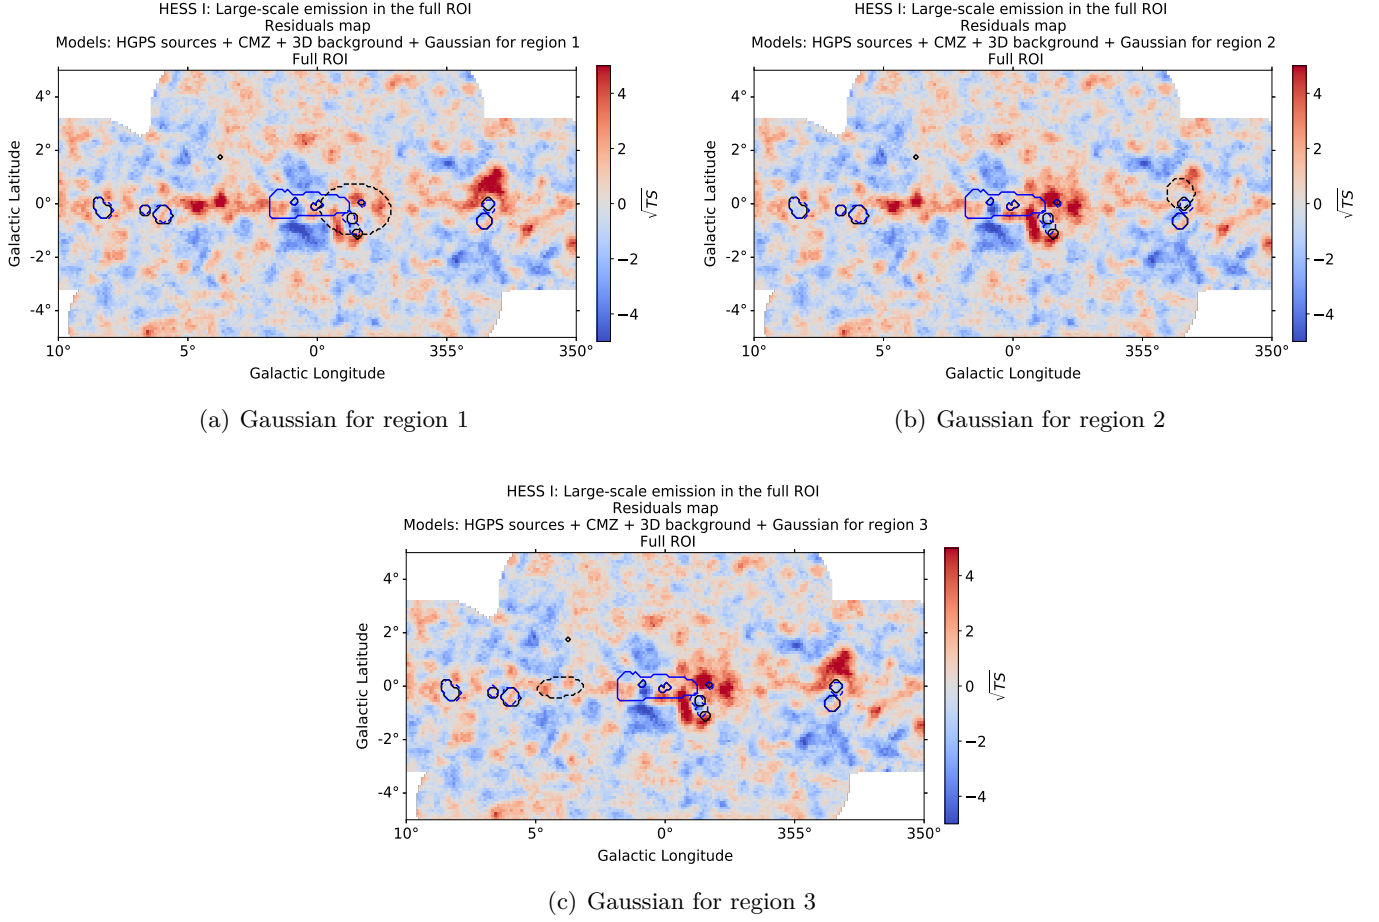 HESS I: Large-scale emission in the full ROI
Residuals map
Models: HGPS sources + CMZ + 3D background + Gaussian for region 1
Full ROI
4°
2°
0°
-2°
-4°
Galactic Latitude
10°
5°
0°
355°
350°
Galactic Longitude
4
2
0
−2
−4
√TS
(a) Gaussian for region 1
HESS I: Large-scale emission in the full ROI
Residuals map
Models: HGPS sources + CMZ + 3D background + Gaussian for region 2
Full ROI
4°
2°
0°
-2°
-4°
Galactic Latitude
10°
5°
0°
355°
350°
Galactic Longitude
4
2
0
−2
−4
√TS
(b) Gaussian for region 2
HESS I: Large-scale emission in the full ROI
Residuals map
Models: HGPS sources + CMZ + 3D background + Gaussian for region 3
Full ROI
4°
2°
0°
-2°
-4°
Galactic Latitude
10°
5°
0°
355°
350°
Galactic Longitude
4
2
0
−2
−4
√TS
(c) Gaussian for region 3